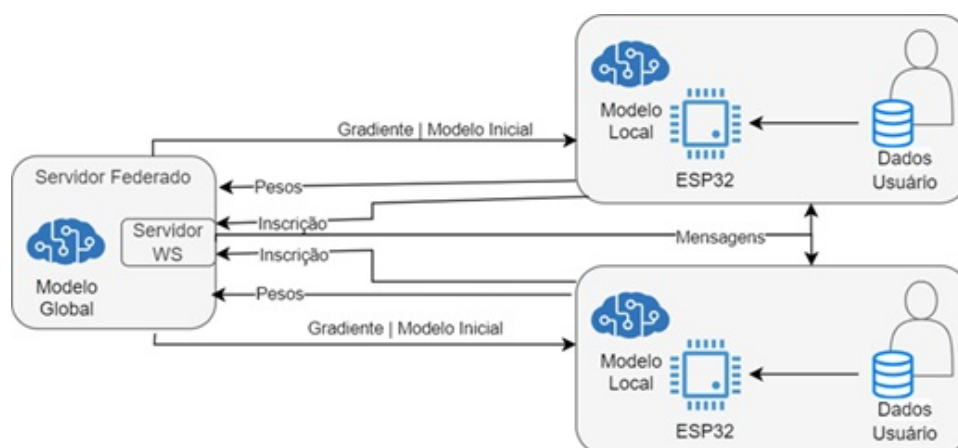 Modelo
Local
ESP32
Dados
Usuário
Gradiente | Modelo Inicial
Servidor Federado
Pesos
Inscrição
Servidor
WS
Mensagens
Inscrição
Modelo
Global
Pesos
Gradiente | Modelo Inicial
Modelo
Local
ESP32
Dados
Usuário